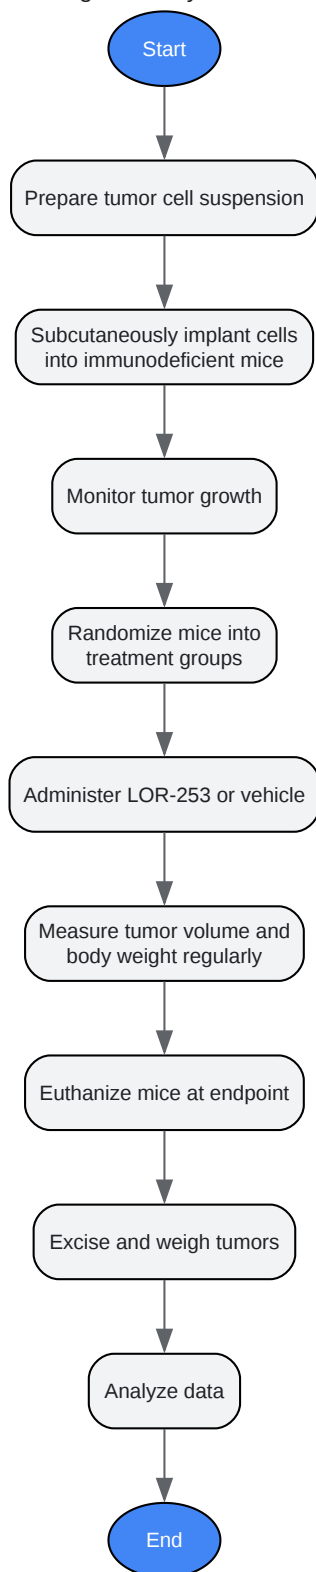 Start
Prepare tumor cell suspension
Subcutaneously implant cells
into immunodeficient mice
Monitor tumor growth
Randomize mice into
treatment groups
Administer LOR-253 or vehicle
Measure tumor volume and
body weight regularly
Euthanize mice at endpoint
Excise and weigh tumors
Analyze data
End